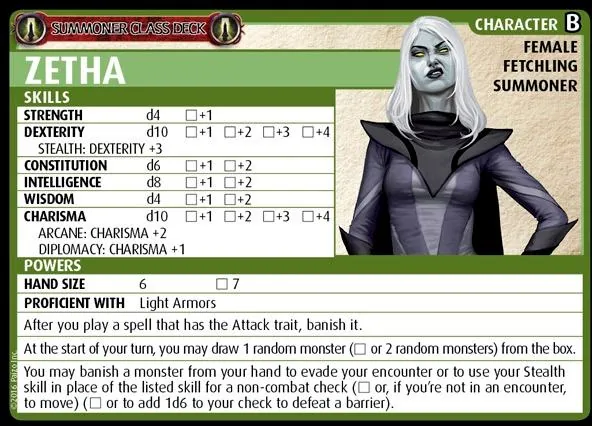 SUMMONER CLASS DECK
CHARACTER B
ZETHA
FEMALE
FETCHLING
SUMMONER
SKILLS
STRENGTH d4 □ +1
DEXTERITY d10 □ +1 □ +2 □ +3 □ +4
STEALTH: DEXTERITY +3
CONSTITUTION d6 □ +1 □ +2
INTELLIGENCE d8 □ +1 □ +2
WISDOM d4 □ +1 □ +2
CHARISMA d10 □ +1 □ +2 □ +3 □ +4
ARCANE: CHARISMA +2
DIPLOMACY: CHARISMA +1
POWERS
HAND SIZE 6 □ 7
PROFICIENT WITH Light Armors
After you play a spell that has the Attack trait, banish it.
At the start of your turn, you may draw 1 random monster (□ or 2 random monsters) from the box.
You may banish a monster from your hand to evade your encounter or to use your Stealth
skill in place of the listed skill for a non-combat check (□ or, if you're not in an encounter,
to move) (□ or to add 1d6 to your check to defeat a barrier).
©2016 Paizo Inc.